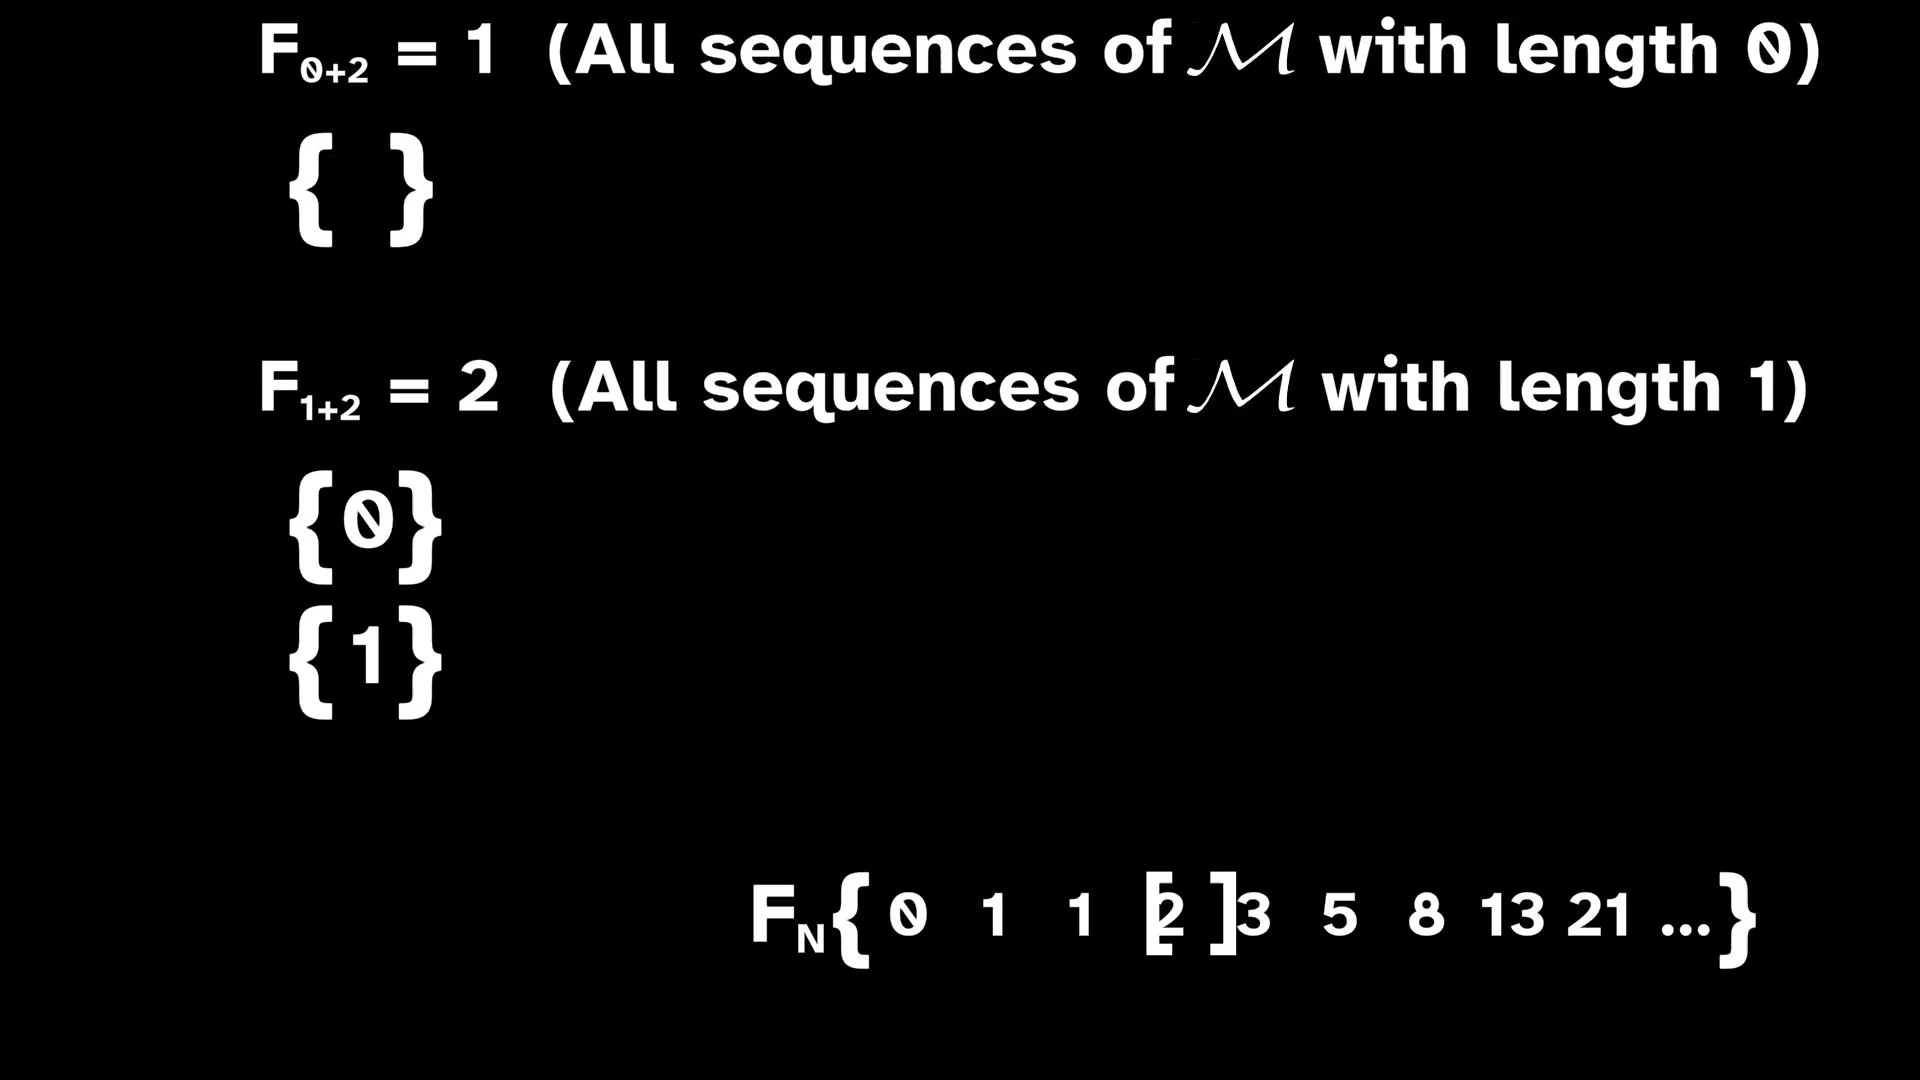 F₀₊₂ = 1 (All sequences of ℳ with length 0)
{ }
F₁₊₂ = 2 (All sequences of ℳ with length 1)
{0}
{1}
F_N{ 0 1 1 [2 ]3 5 8 13 21 ...}